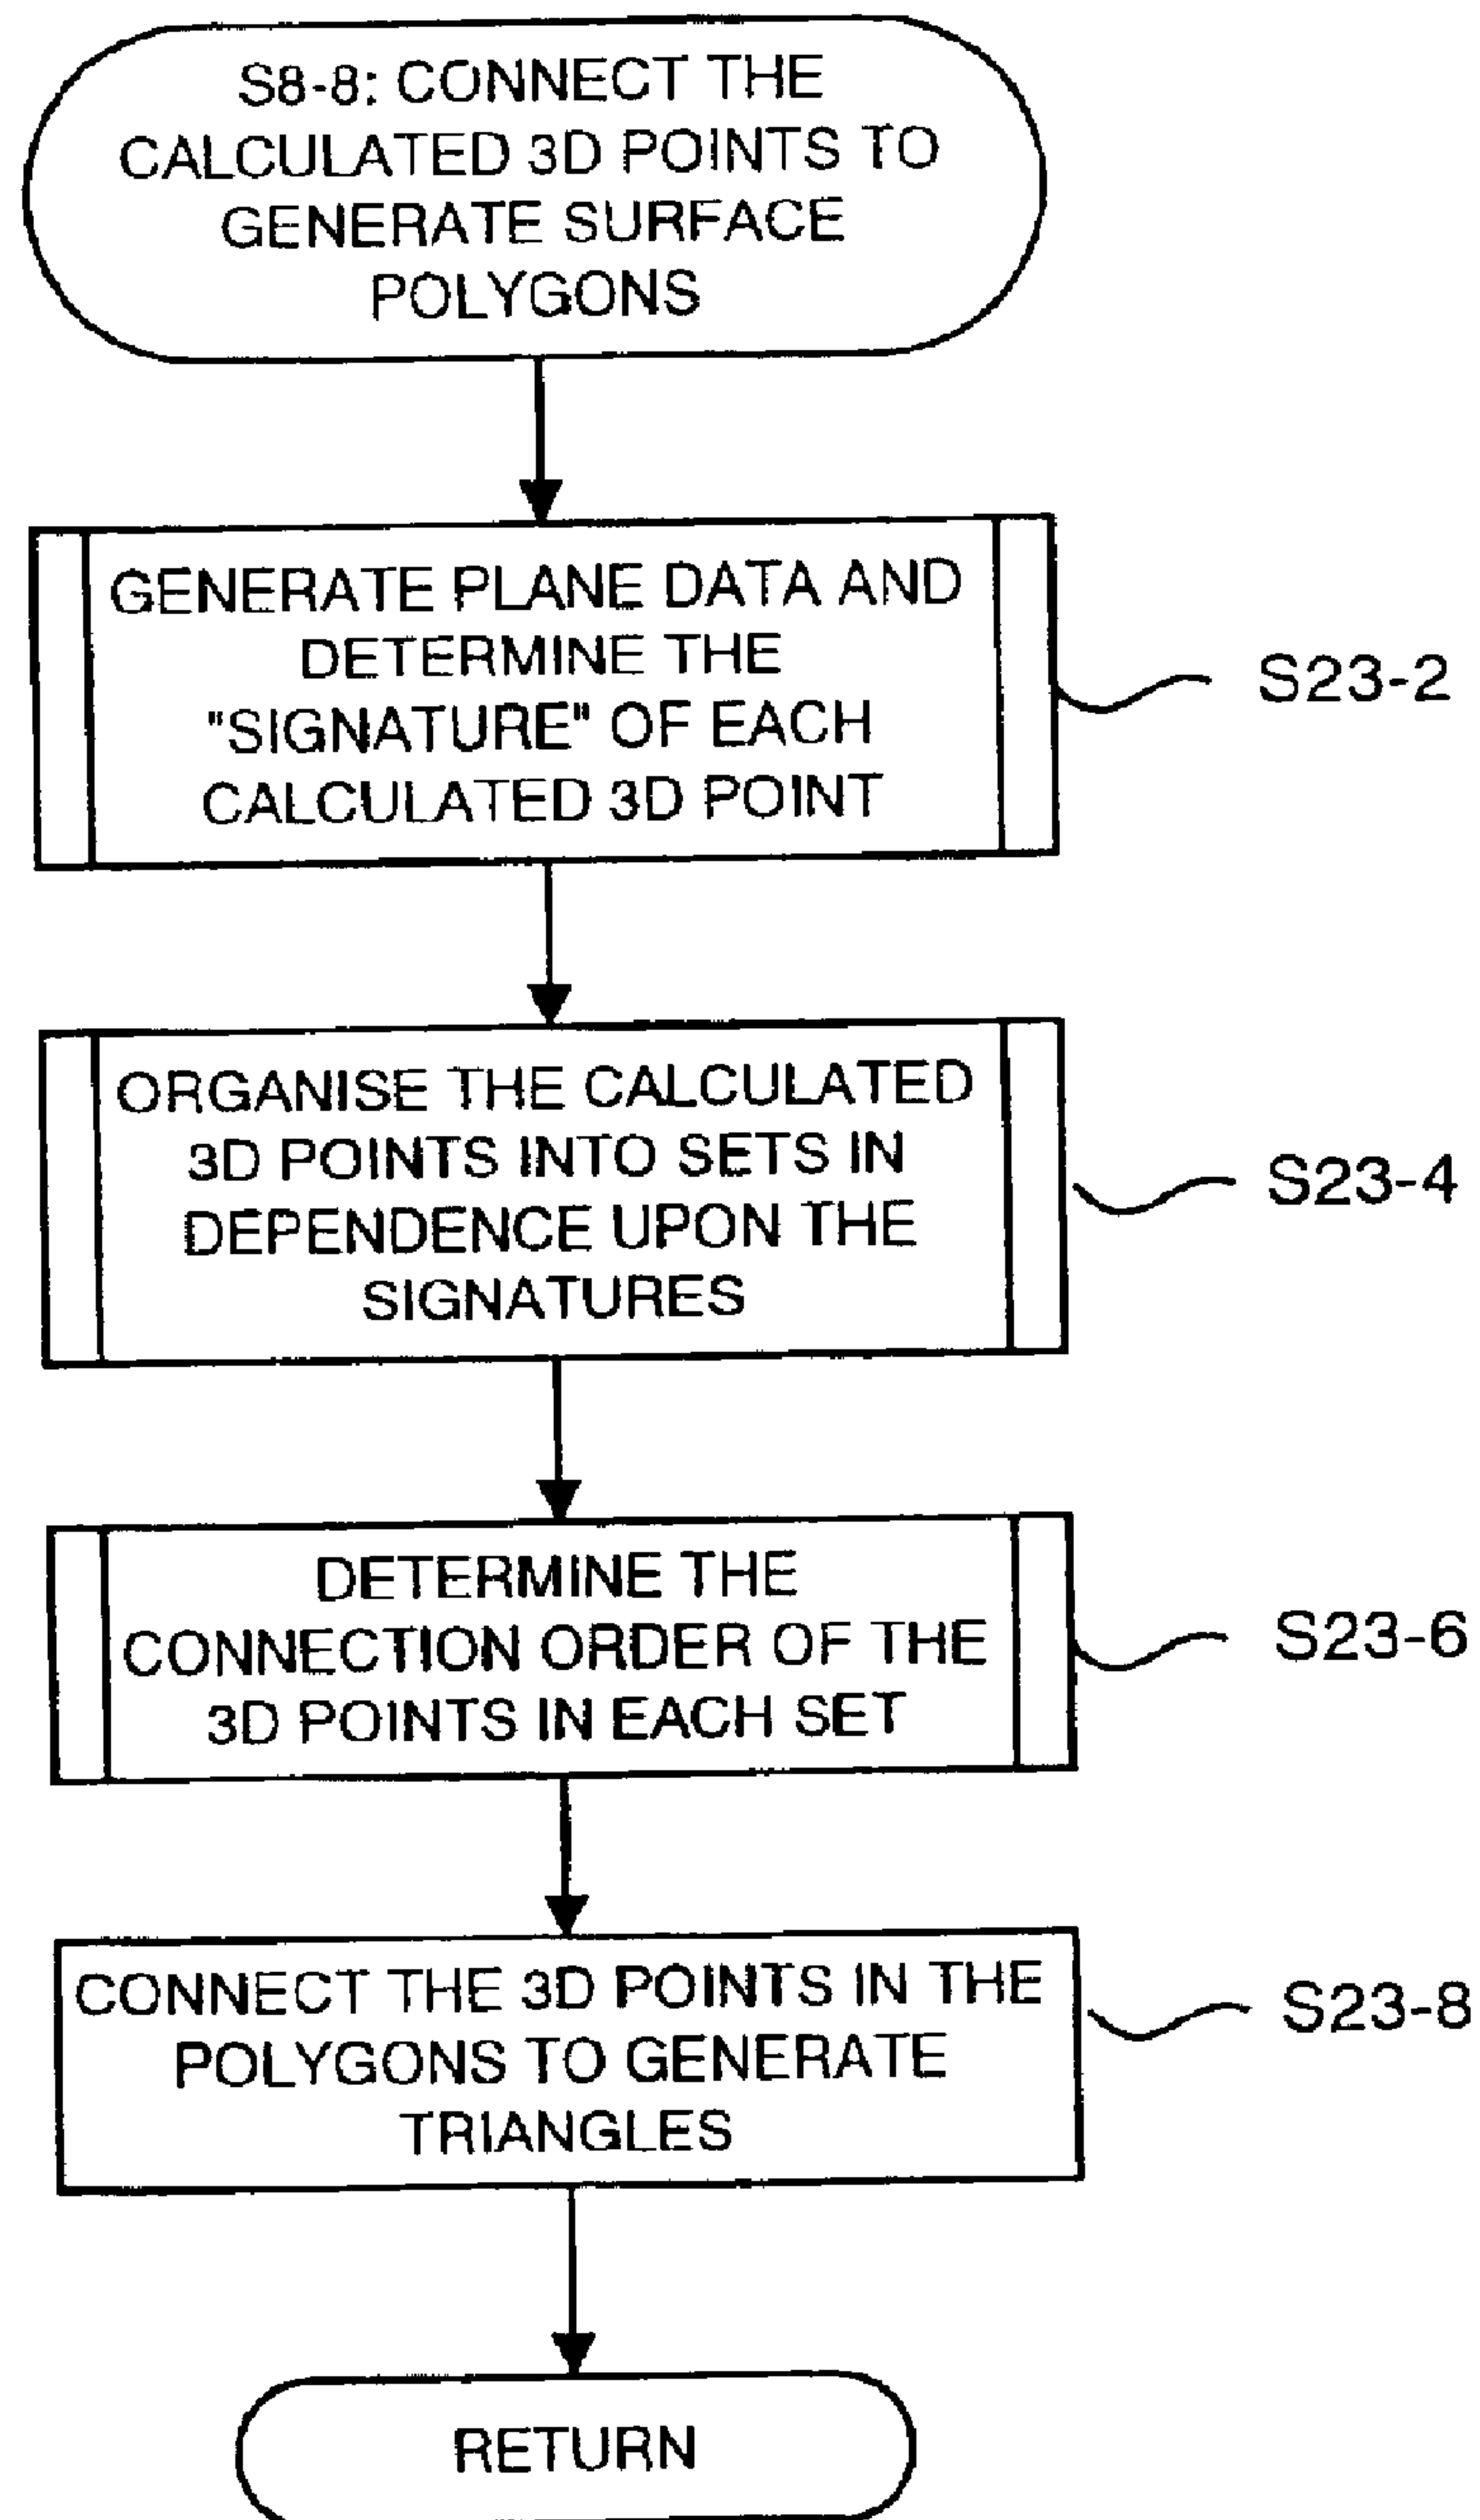 S8-8: CONNECT THE
CALCULATED 3D POINTS TO
GENERATE SURFACE
POLYGONS
GENERATE PLANE DATA AND
DETERMINE THE
"SIGNATURE" OF EACH
CALCULATED 3D POINT
S23-2
ORGANISE THE CALCULATED
3D POINTS INTO SETS IN
DEPENDENCE UPON THE
SIGNATURES
S23-4
DETERMINE THE
CONNECTION ORDER OF THE
3D POINTS IN EACH SET
S23-6
CONNECT THE 3D POINTS IN THE
POLYGONS TO GENERATE
TRIANGLES
S23-8
RETURN